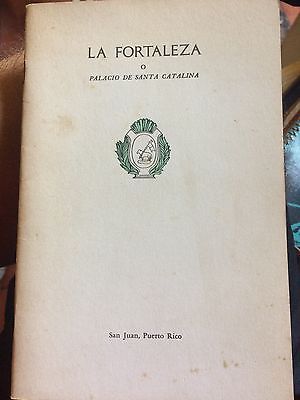 LA FORTALEZA
O
PALACIO DE SANTA CATALINA
San Juan, Puerto Rico